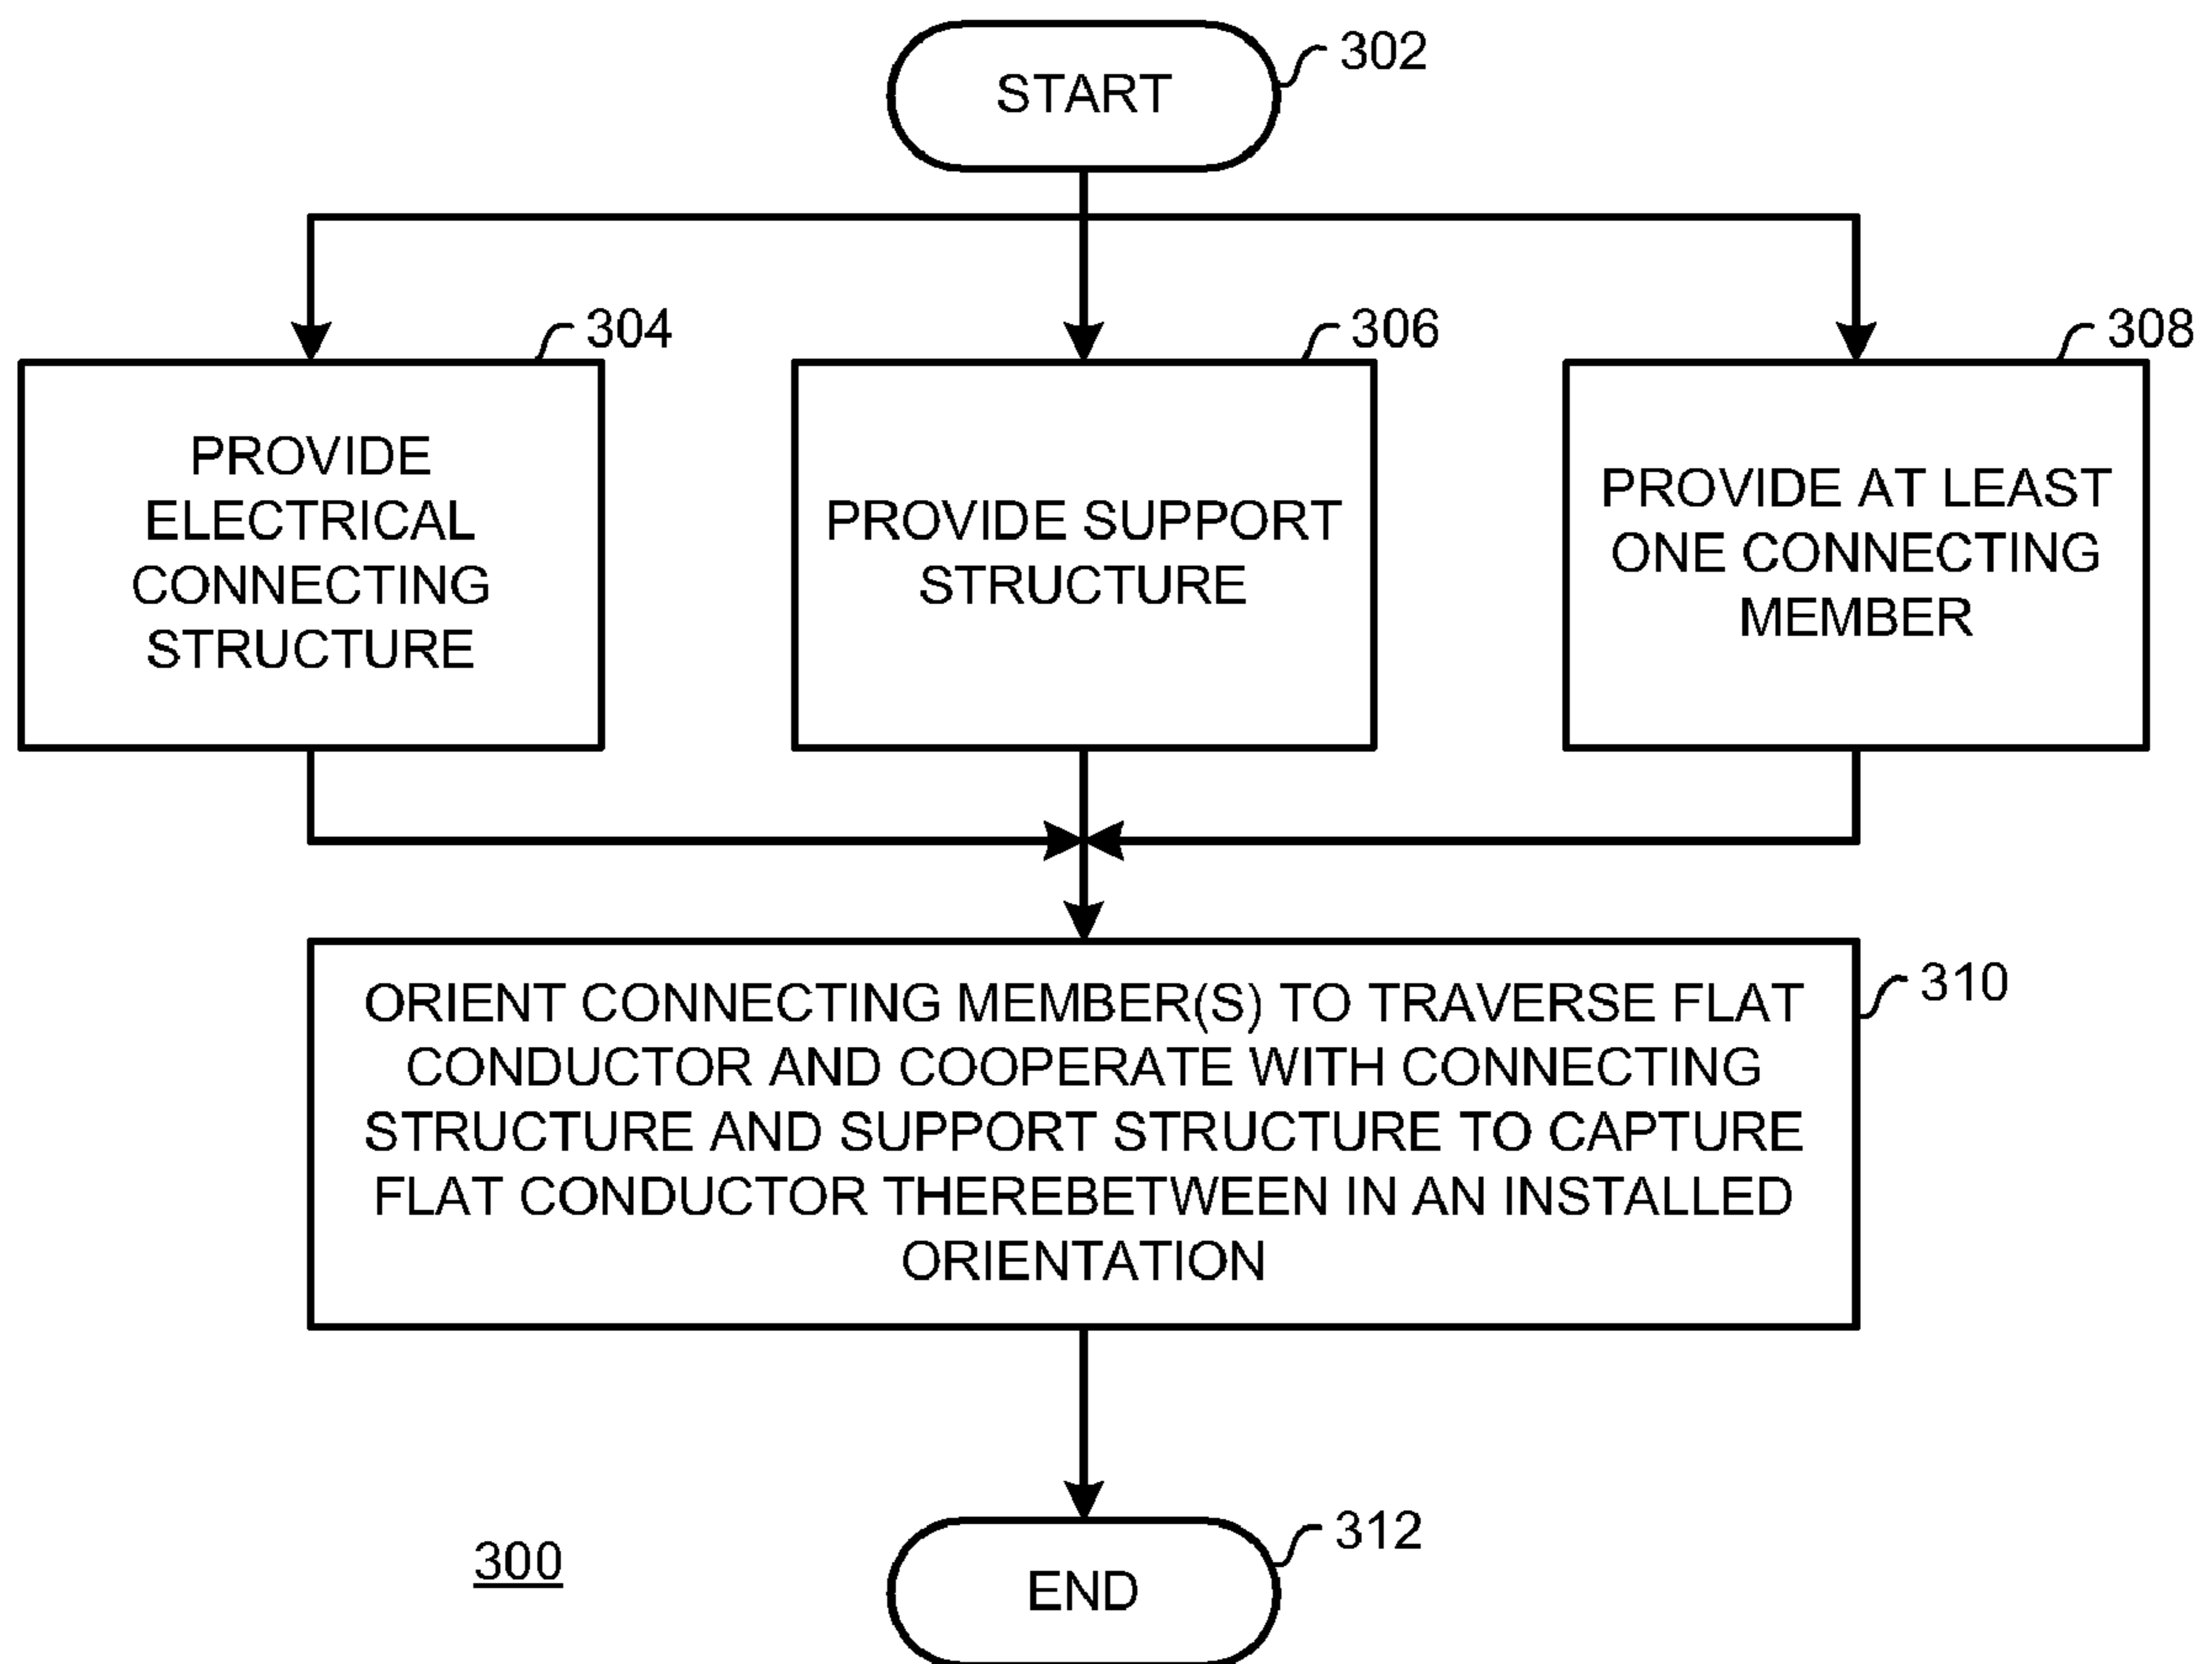 START
302
304
PROVIDE
ELECTRICAL
CONNECTING
STRUCTURE
306
PROVIDE SUPPORT
STRUCTURE
308
PROVIDE AT LEAST
ONE CONNECTING
MEMBER
310
ORIENT CONNECTING MEMBER(S) TO TRAVERSE FLAT
CONDUCTOR AND COOPERATE WITH CONNECTING
STRUCTURE AND SUPPORT STRUCTURE TO CAPTURE
FLAT CONDUCTOR THEREBETWEEN IN AN INSTALLED
ORIENTATION
300
312
END